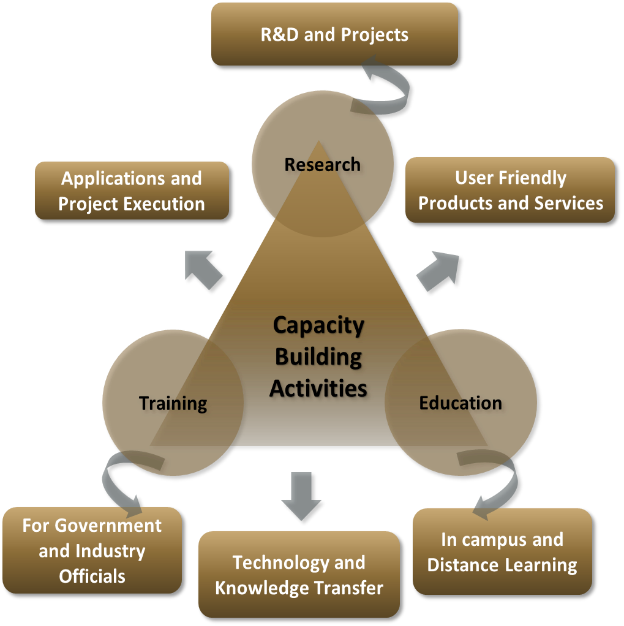 R&D and Projects
Research
Applications and
Project Execution
User Friendly
Products and Services
Capacity
Building
Activities
Training
Education
For Government
and Industry
Officials
Technology and
Knowledge Transfer
In campus and
Distance Learning